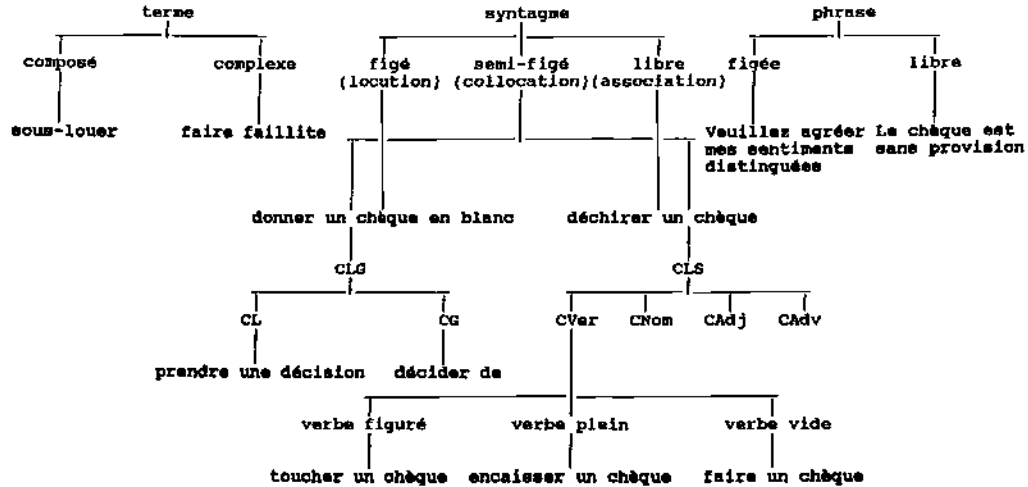 terme syntagme phrase
composé complexe figé semi-figé libre figée libre
(locution) (collocation)(association)
sous-louer faire faillite Veuillez agréer Le chèque est
mes sentiments sans provision
distinguées
donner un chèque en blanc déchirer un chèque
CLG CLS
CL CG CVer CNom CAdj CAdv
prendre une décision décider de
verbe figuré verbe plein verbe vide
toucher un chèque encaisser un chèque faire un chèque